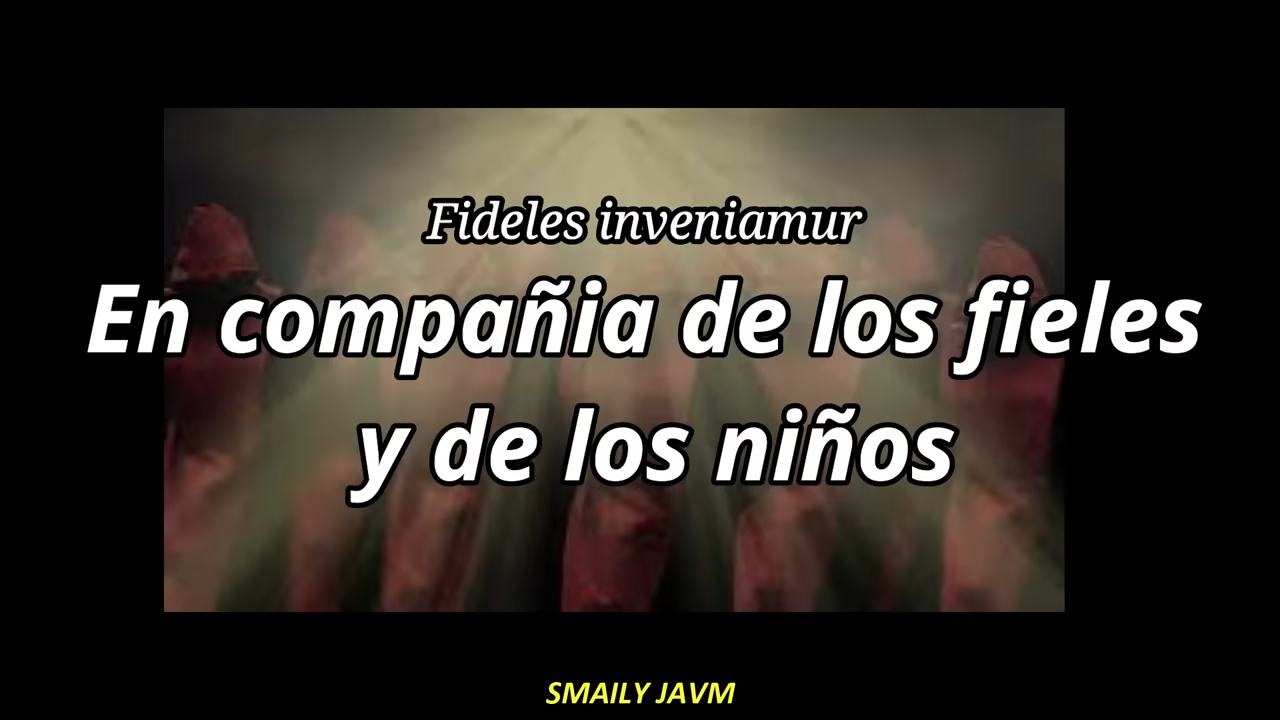 Fideles inveniamur
En compañia de los fieles
y de los niños
SMAILY JAVM